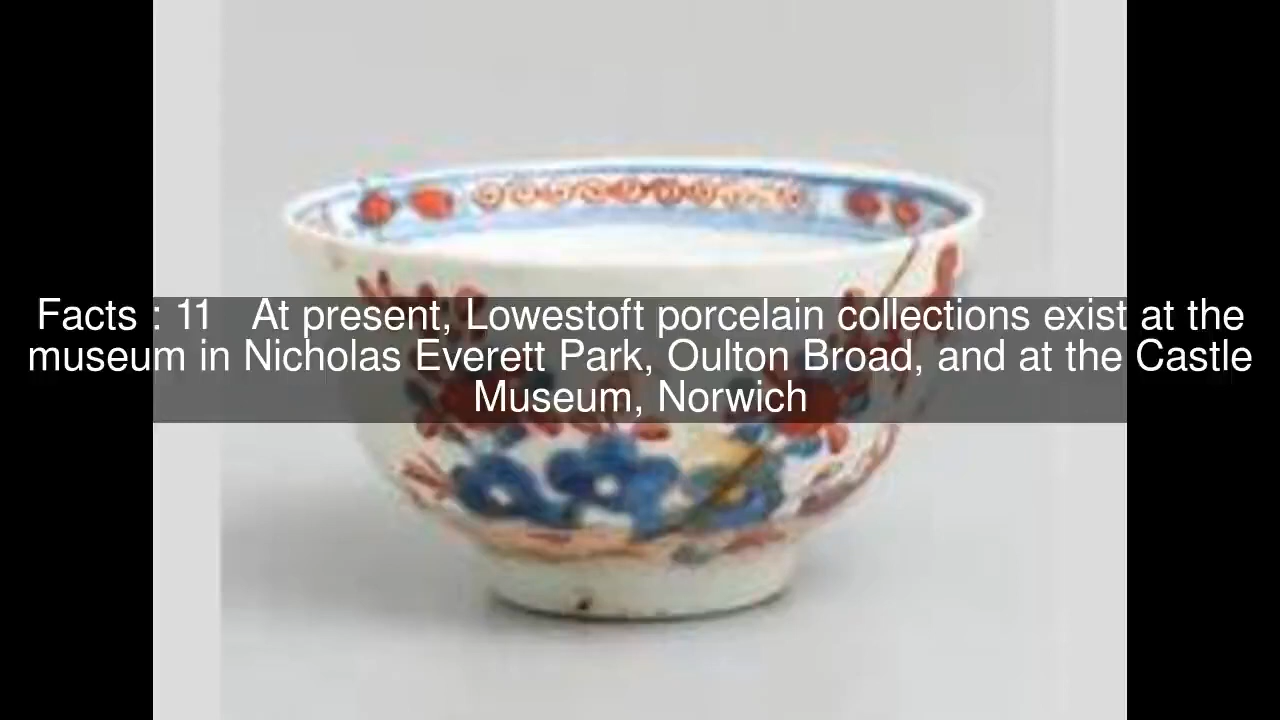 Facts : 11   At present, Lowestoft porcelain collections exist at the
museum in Nicholas Everett Park, Oulton Broad, and at the Castle
Museum, Norwich